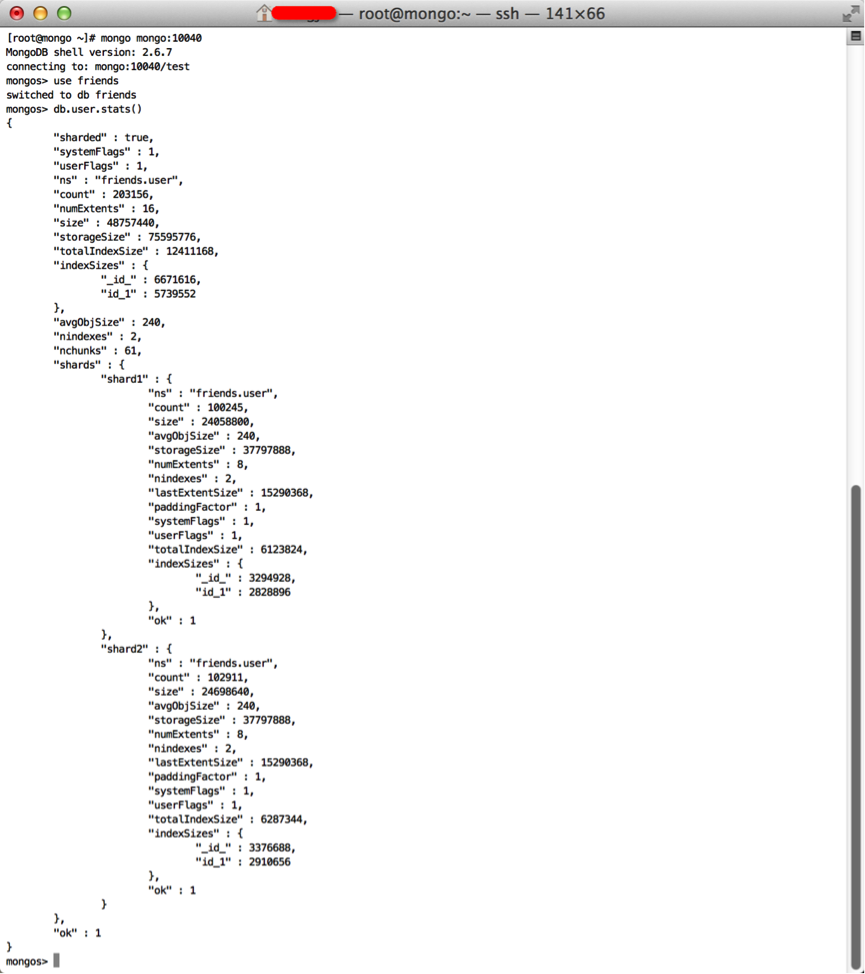 — root@mongo:~ — ssh — 141×66
[root@mongo ~]# mongo mongo:10040
MongoDB shell version: 2.6.7
connecting to: mongo:10040/test
mongos> use friends
switched to db friends
mongos> db.user.stats()
{
        "sharded" : true,
        "systemFlags" : 1,
        "userFlags" : 1,
        "ns" : "friends.user",
        "count" : 203156,
        "numExtents" : 16,
        "size" : 48757440,
        "storageSize" : 75595776,
        "totalIndexSize" : 12411168,
        "indexSizes" : {
                "_id_" : 6671616,
                "id_1" : 5739552
        },
        "avgObjSize" : 240,
        "nindexes" : 2,
        "nchunks" : 61,
        "shards" : {
                "shard1" : {
                        "ns" : "friends.user",
                        "count" : 100245,
                        "size" : 24058800,
                        "avgObjSize" : 240,
                        "storageSize" : 37797888,
                        "numExtents" : 8,
                        "nindexes" : 2,
                        "lastExtentSize" : 15290368,
                        "paddingFactor" : 1,
                        "systemFlags" : 1,
                        "userFlags" : 1,
                        "totalIndexSize" : 6123824,
                        "indexSizes" : {
                                "_id_" : 3294928,
                                "id_1" : 2828896
                        },
                        "ok" : 1
                },
                "shard2" : {
                        "ns" : "friends.user",
                        "count" : 102911,
                        "size" : 24698640,
                        "avgObjSize" : 240,
                        "storageSize" : 37797888,
                        "numExtents" : 8,
                        "nindexes" : 2,
                        "lastExtentSize" : 15290368,
                        "paddingFactor" : 1,
                        "systemFlags" : 1,
                        "userFlags" : 1,
                        "totalIndexSize" : 6287344,
                        "indexSizes" : {
                                "_id_" : 3376688,
                                "id_1" : 2910656
                        },
                        "ok" : 1
                }
        },
        "ok" : 1
}
mongos>